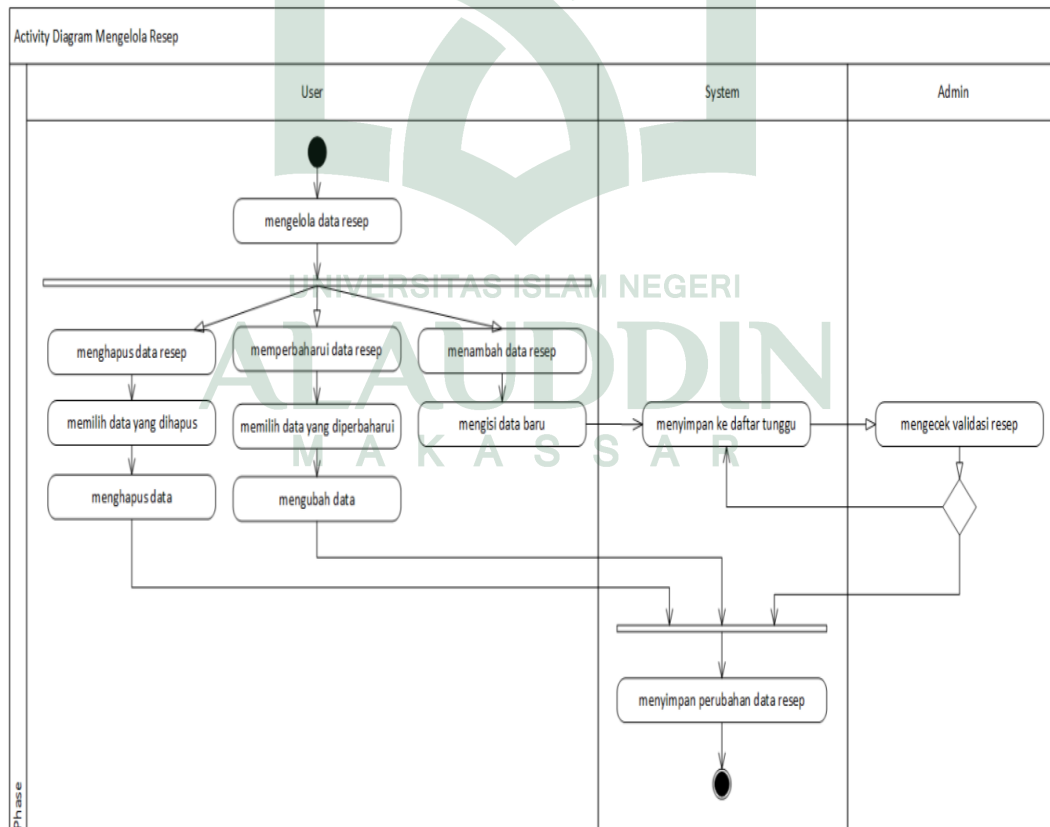 Activity Diagram Mengelola Resep
User
System
Admin
mengelola data resep
UNIVERSITAS ISLAM NEGERI
ALAUDDIN
MAKASSAR
menghapus data resep
memperbaharui data resep
menambah data resep
memilih data yang dihapus
memilih data yang diperbaharui
mengisi data baru
menyimpan ke daftar tunggu
mengecek validasi resep
menghapus data
mengubah data
menyimpan perubahan data resep
Phase